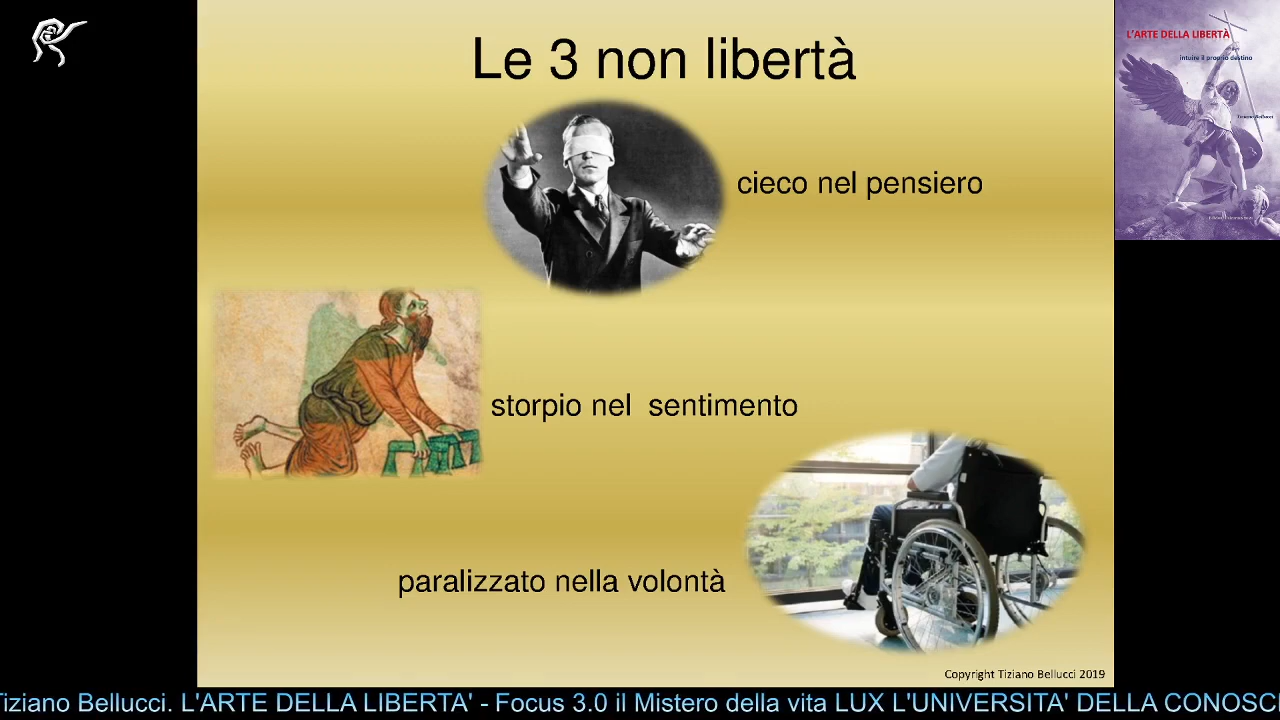 Le 3 non libertà
L'ARTE DELLA LIBERTÀ
intuire il proprio destino
Tiziano Bellucci
cieco nel pensiero
storpio nel sentimento
paralizzato nella volontà
Copyright Tiziano Bellucci 2019
Tiziano Bellucci. L'ARTE DELLA LIBERTA' - Focus 3.0 il Mistero della vita LUX L'UNIVERSITA' DELLA CONOSC